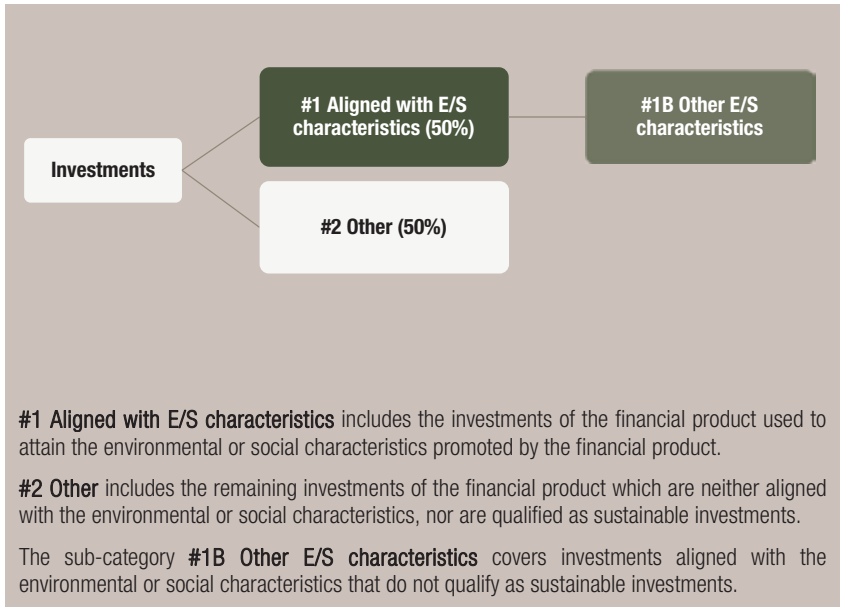 #1 Aligned with E/S
characteristics (50%)
#1B Other E/S
characteristics
Investments
#2 Other (50%)
#1 Aligned with E/S characteristics includes the investments of the financial product used to
attain the environmental or social characteristics promoted by the financial product.
#2 Other includes the remaining investments of the financial product which are neither aligned
with the environmental or social characteristics, nor are qualified as sustainable investments.
The sub-category #1B Other E/S characteristics covers investments aligned with the
environmental or social characteristics that do not qualify as sustainable investments.